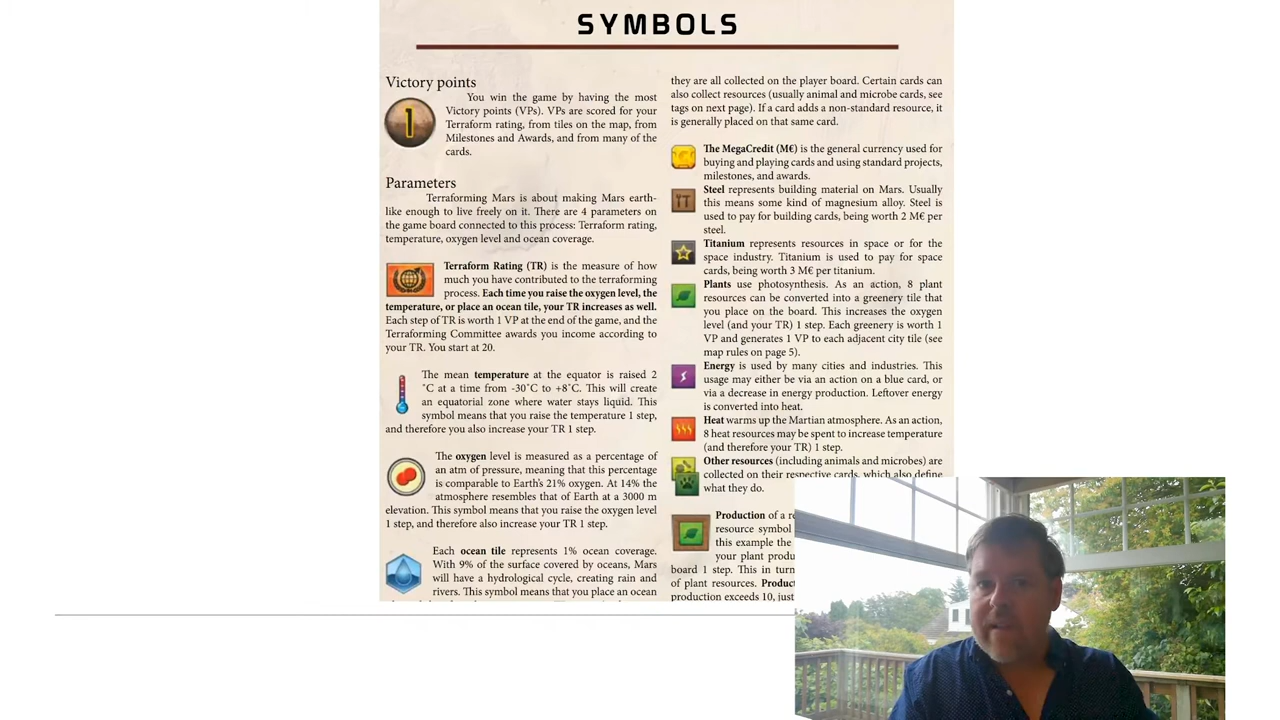 SYMBOLS
Victory points
1
You win the game by having the most
Victory points (VPs). VPs are scored for your
Terraform rating, from tiles on the map, from
Milestones and Awards, and from many of the
cards.
Parameters
Terraforming Mars is about making Mars earth-
like enough to live freely on it. There are 4 parameters on
the game board connected to this process: Terraform rating,
temperature, oxygen level and ocean coverage.
Terraform Rating (TR) is the measure of how
much you have contributed to the terraforming
process. Each time you raise the oxygen level, the
temperature, or place an ocean tile, your TR increases as well.
Each step of TR is worth 1 VP at the end of the game, and the
Terraforming Committee awards you income according to
your TR. You start at 20.
The mean temperature at the equator is raised 2
˚C at a time from -30˚C to +8˚C. This will create
an equatorial zone where water stays liquid. This
symbol means that you raise the temperature 1 step,
and therefore you also increase your TR 1 step.
The oxygen level is measured as a percentage of
an atm of pressure, meaning that this percentage
is comparable to Earth's 21% oxygen. At 14% the
atmosphere resembles that of Earth at a 3000 m
elevation. This symbol means that you raise the oxygen level
1 step, and therefore also increase your TR 1 step.
Each ocean tile represents 1% ocean coverage.
With 9% of the surface covered by oceans, Mars
will have a hydrological cycle, creating rain and
rivers. This symbol means that you place an ocean
they are all collected on the player board. Certain cards can
also collect resources (usually animal and microbe cards, see
tags on next page). If a card adds a non-standard resource, it
is generally placed on that same card.
The MegaCredit (M€) is the general currency used for
buying and playing cards and using standard projects,
milestones, and awards.
Steel represents building material on Mars. Usually
this means some kind of magnesium alloy. Steel is
used to pay for building cards, being worth 2 M€ per
steel.
Titanium represents resources in space or for the
space industry. Titanium is used to pay for space
cards, being worth 3 M€ per titanium.
Plants use photosynthesis. As an action, 8 plant
resources can be converted into a greenery tile that
you place on the board. This increases the oxygen
level (and your TR) 1 step. Each greenery is worth 1
VP and generates 1 VP to each adjacent city tile (see
map rules on page 5).
Energy is used by many cities and industries. This
usage may either be via an action on a blue card, or
via a decrease in energy production. Leftover energy
is converted into heat.
Heat warms up the Martian atmosphere. As an action,
8 heat resources may be spent to increase temperature
(and therefore your TR) 1 step.
Other resources (including animals and microbes) are
collected on their respective cards, which also define
what they do.
Production of a re
resource symbol
this example the
your plant produ
board 1 step. This in turn
of plant resources. Product
production exceeds 10, just